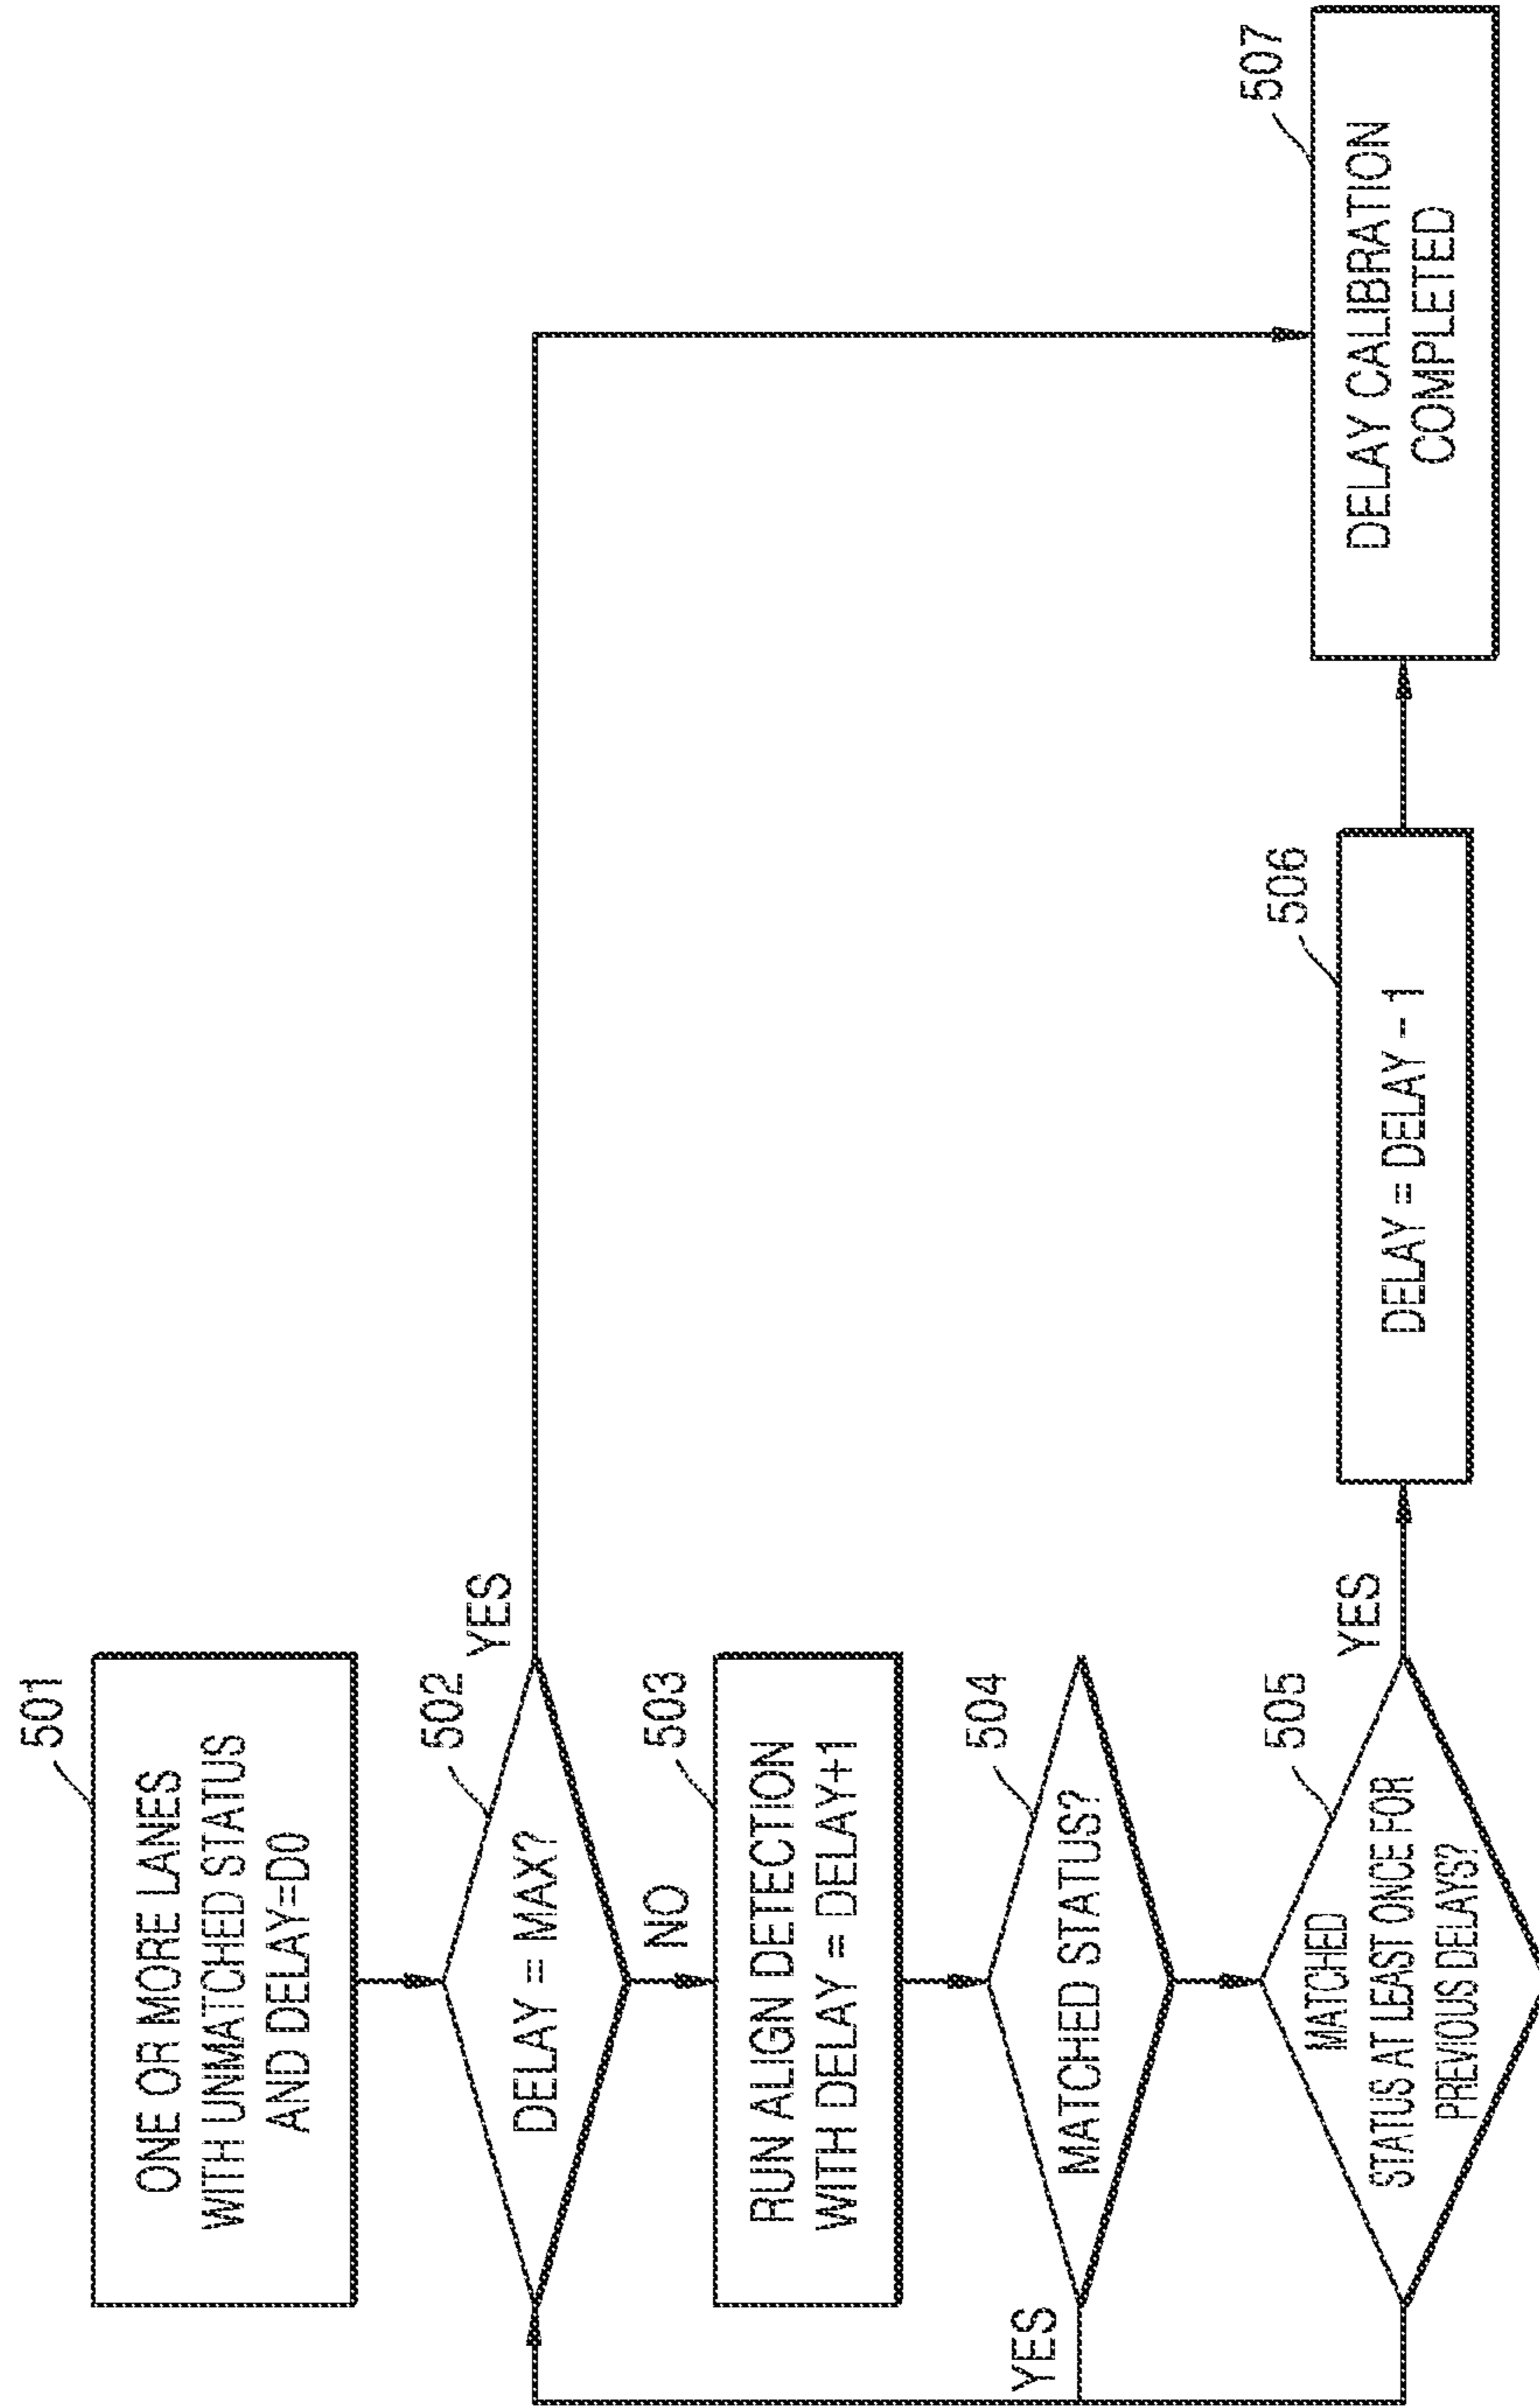 501
ONE OR MORE LANES
WITH UNMATCHED STATUS
AND DELAY=D0
502
DELAY = MAX?
YES
NO
503
RUN ALIGN DETECTION
WITH DELAY = DELAY+1
504
MATCHED STATUS?
YES
505
MATCHED
STATUS AT LEAST ONCE FOR
PREVIOUS DELAYS?
YES
506
DELAY = DELAY - 1
507
DELAY CALIBRATION
COMPLETED